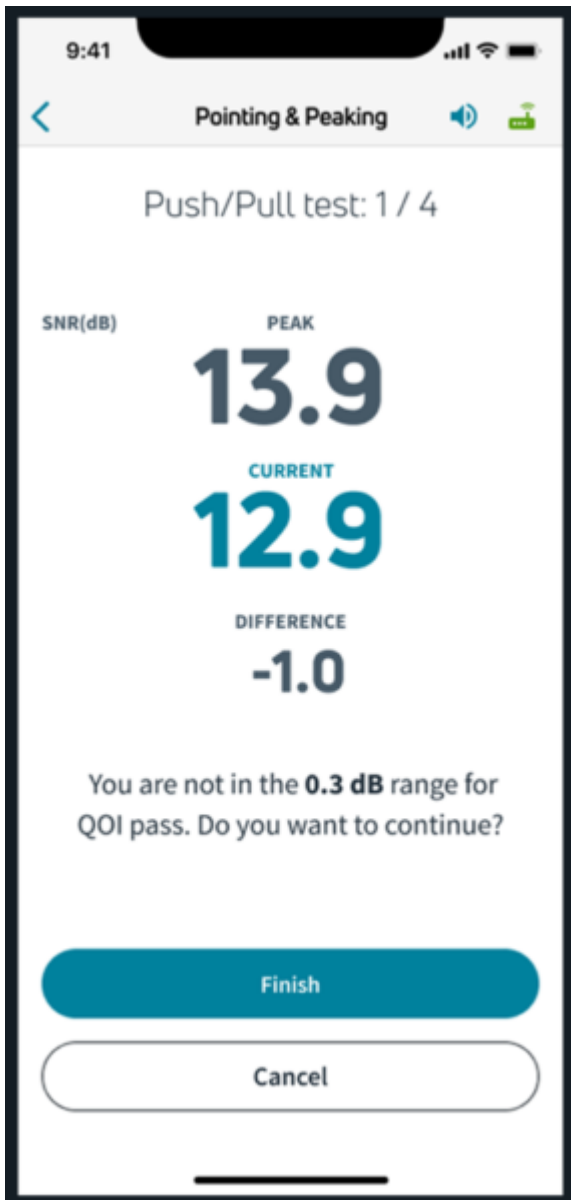 9:41
Pointing & Peaking
Push/Pull test: 1 / 4
SNR(dB)
PEAK
13.9
CURRENT
12.9
DIFFERENCE
-1.0
You are not in the 0.3 dB range for
QOI pass. Do you want to continue?
Finish
Cancel